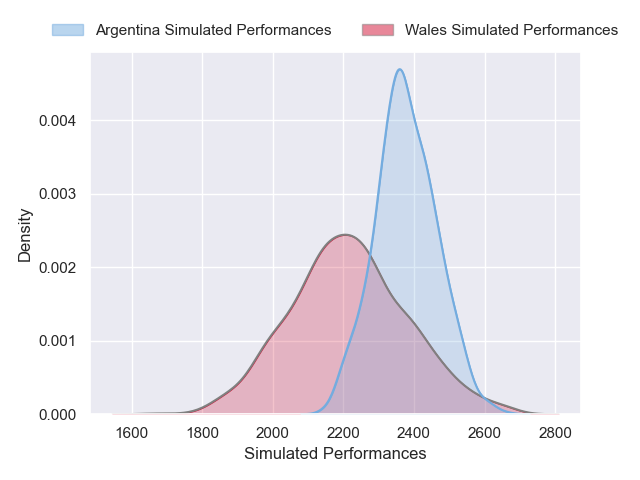 Argentina Simulated Performances
Wales Simulated Performances
0.004
0.003
0.002
0.001
0.000
Density
1600 1800 2000 2200 2400 2600 2800
Simulated Performances